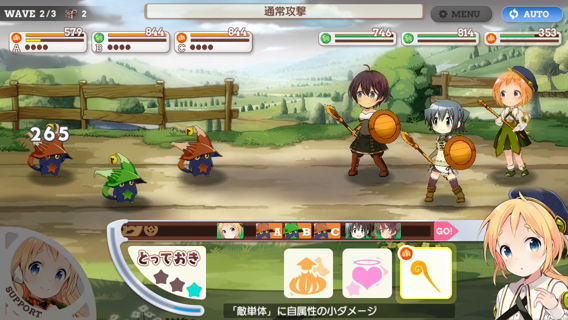 WAVE 2/3
2
通常攻撃
MENU
AUTO
579
A
844
B
844
C
746
814
353
265
A
B
C
GO!
とっておき
SUPPORT
「敵単体」に自属性の小ダメージ